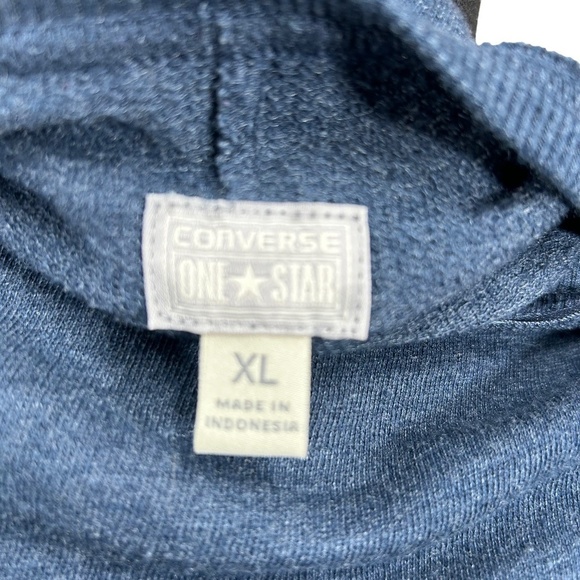 CONVERSE
ONE★STAR
XL
MADE IN
INDONESIA